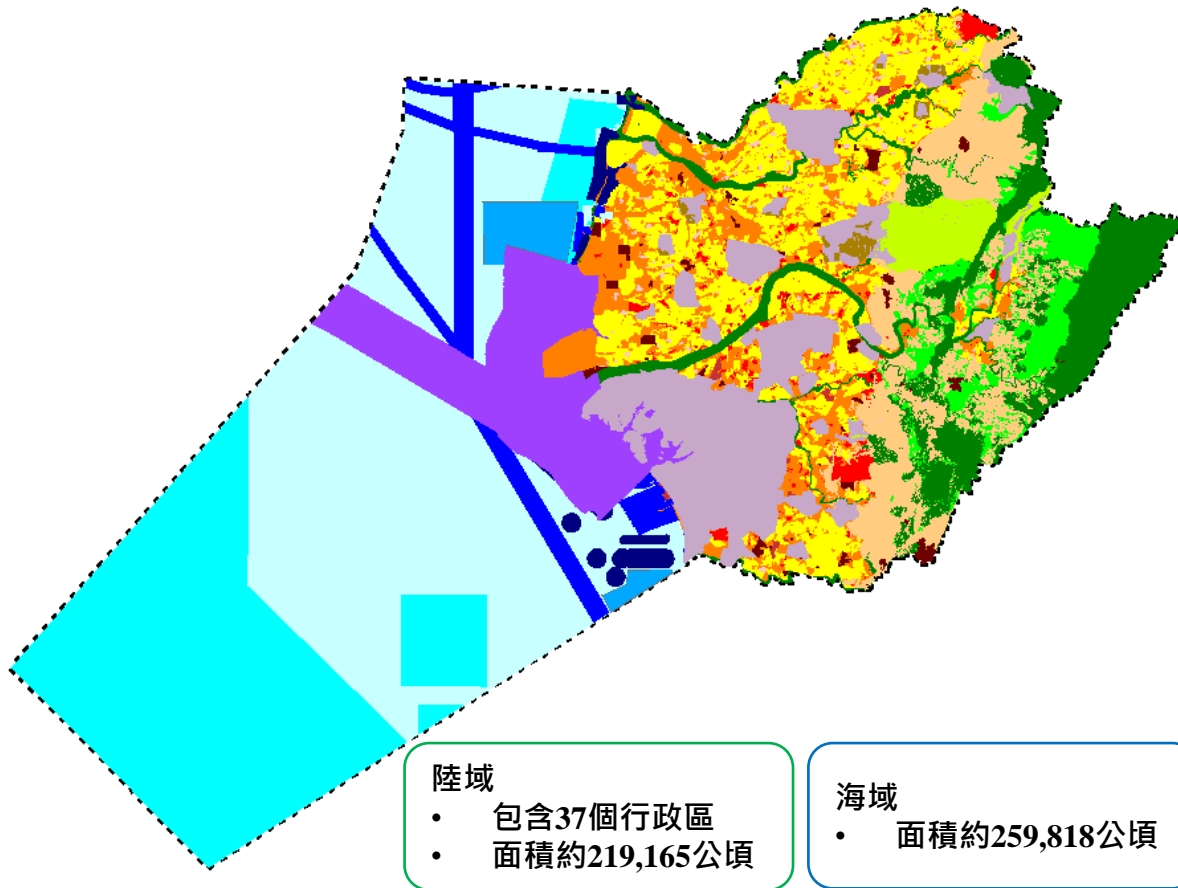 陸域
• 包含37個行政區
• 面積約219,165公頃
海域
• 面積約259,818公頃